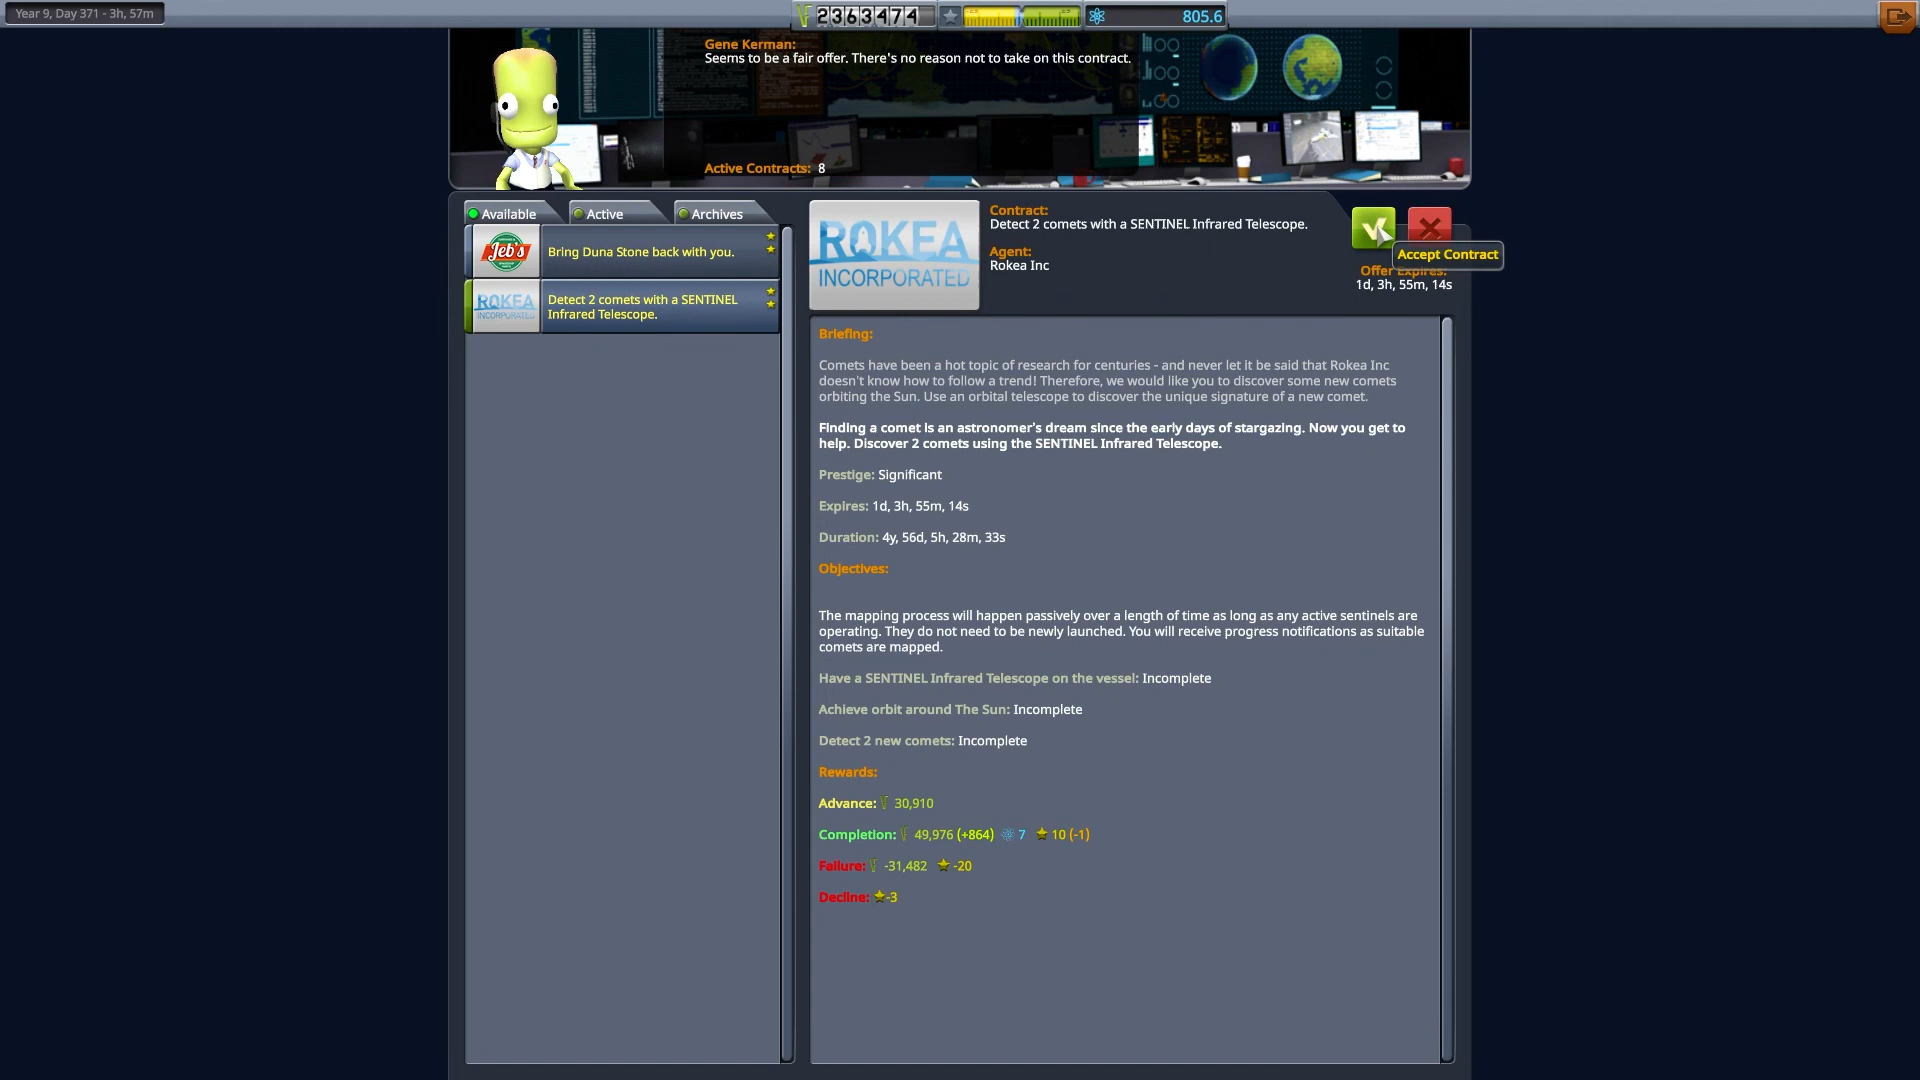 Year 9, Day 371 - 3h, 57m
2363474
805.6
Gene Kerman:
Seems to be a fair offer. There's no reason not to take on this contract.
Active Contracts: 8
Available
Active
Archives
Jeb's
Bring Duna Stone back with you.
ROKEA
INCORPORATED
Detect 2 comets with a SENTINEL
Infrared Telescope.
ROKEA
INCORPORATED
Contract:
Detect 2 comets with a SENTINEL Infrared Telescope.
Agent:
Rokea Inc
Accept Contract
Offer Expires:
1d, 3h, 55m, 14s
Briefing:
Comets have been a hot topic of research for centuries - and never let it be said that Rokea Inc
doesn't know how to follow a trend! Therefore, we would like you to discover some new comets
orbiting the Sun. Use an orbital telescope to discover the unique signature of a new comet.
Finding a comet is an astronomer's dream since the early days of stargazing. Now you get to
help. Discover 2 comets using the SENTINEL Infrared Telescope.
Prestige: Significant
Expires: 1d, 3h, 55m, 14s
Duration: 4y, 56d, 5h, 28m, 33s
Objectives:
The mapping process will happen passively over a length of time as long as any active sentinels are
operating. They do not need to be newly launched. You will receive progress notifications as suitable
comets are mapped.
Have a SENTINEL Infrared Telescope on the vessel: Incomplete
Achieve orbit around The Sun: Incomplete
Detect 2 new comets: Incomplete
Rewards:
Advance: 30,910
Completion: 49,976 (+864) 7 10 (-1)
Failure: -31,482 -20
Decline: -3